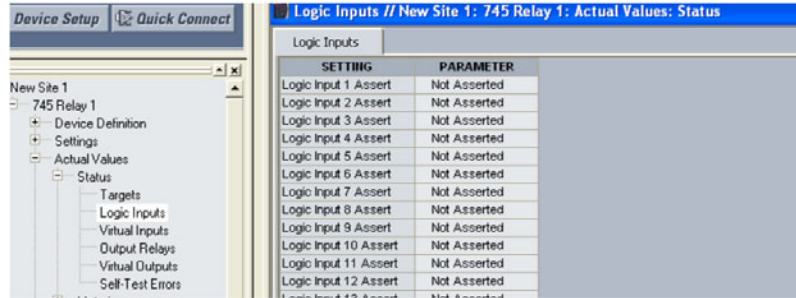 Device Setup Quick Connect
New Site 1
745 Relay 1
Device Definition
Settings
Actual Values
Status
Targets
Logic Inputs
Virtual Inputs
Output Relays
Virtual Outputs
Self-Test Errors
Logic Inputs // New Site 1: 745 Relay 1: Actual Values: Status
Logic Inputs
SETTING PARAMETER
Logic Input 1 Assert Not Asserted
Logic Input 2 Assert Not Asserted
Logic Input 3 Assert Not Asserted
Logic Input 4 Assert Not Asserted
Logic Input 5 Assert Not Asserted
Logic Input 6 Assert Not Asserted
Logic Input 7 Assert Not Asserted
Logic Input 8 Assert Not Asserted
Logic Input 9 Assert Not Asserted
Logic Input 10 Assert Not Asserted
Logic Input 11 Assert Not Asserted
Logic Input 12 Assert Not Asserted